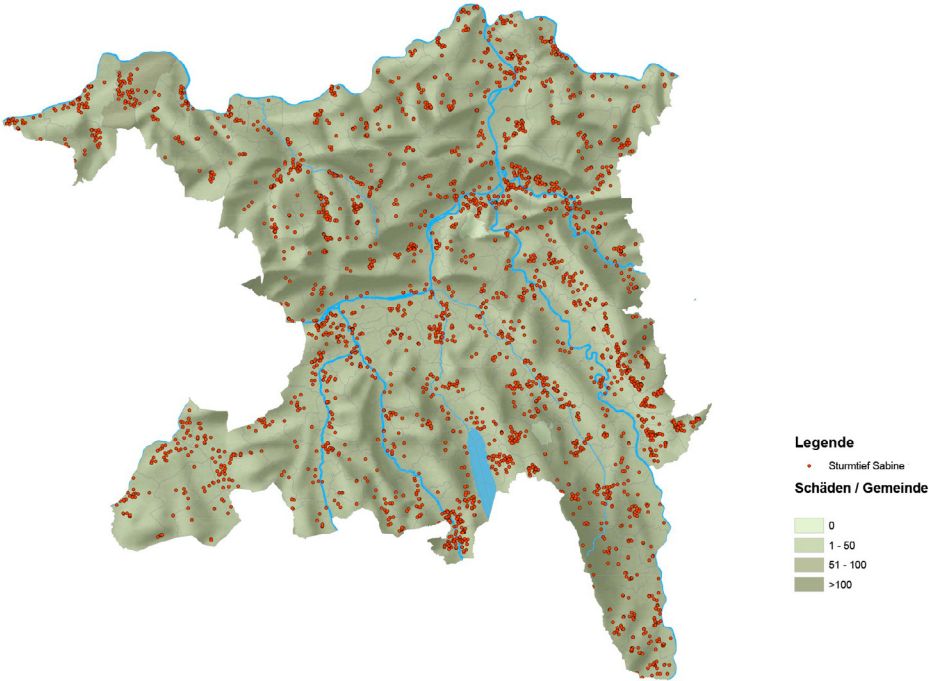 Legende
Sturmtief Sabine
Schäden / Gemeinde
0
1 - 50
51 - 100
>100